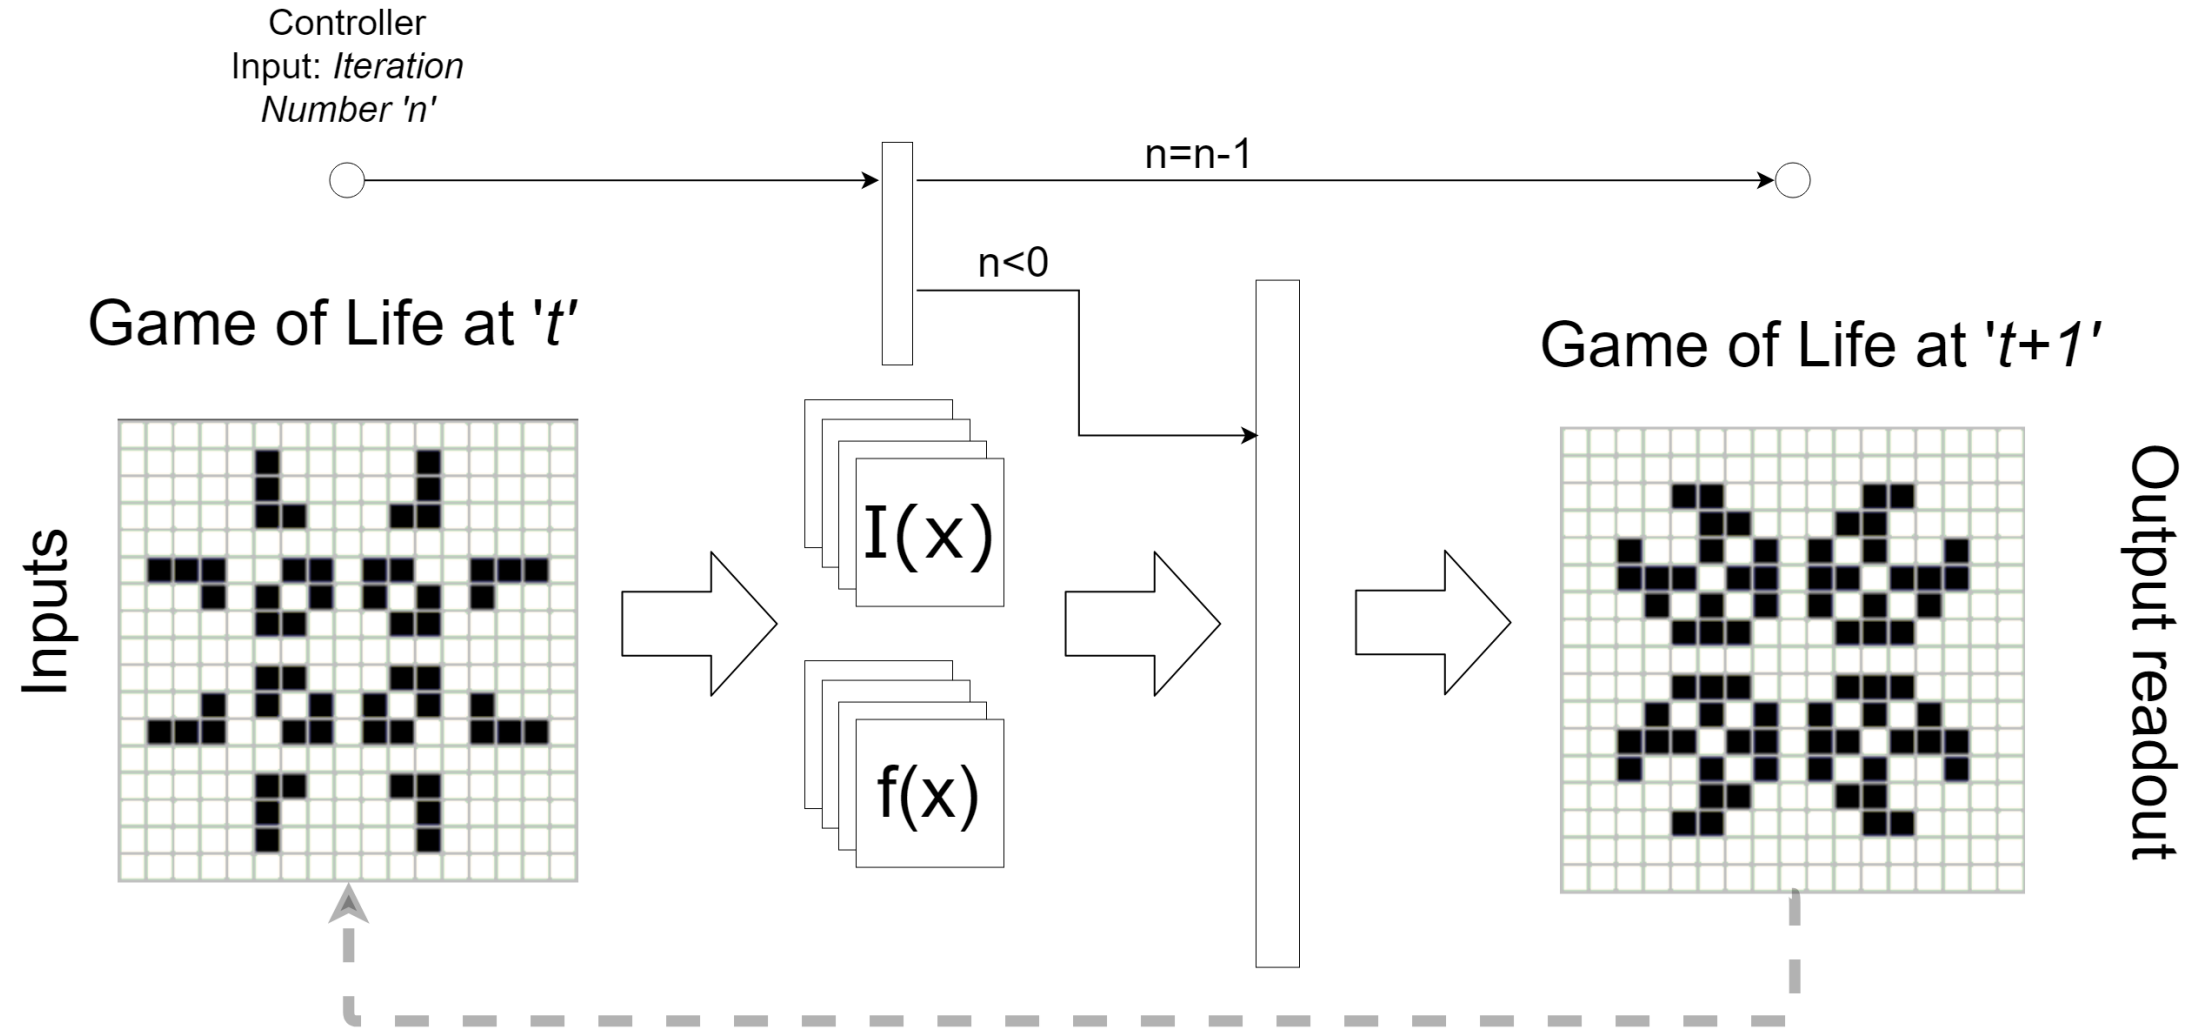 Controller
Input: Iteration
Number 'n'
n=n-1
n<0
Game of Life at 't'
Game of Life at 't+1'
Inputs
I(x)
f(x)
Output readout